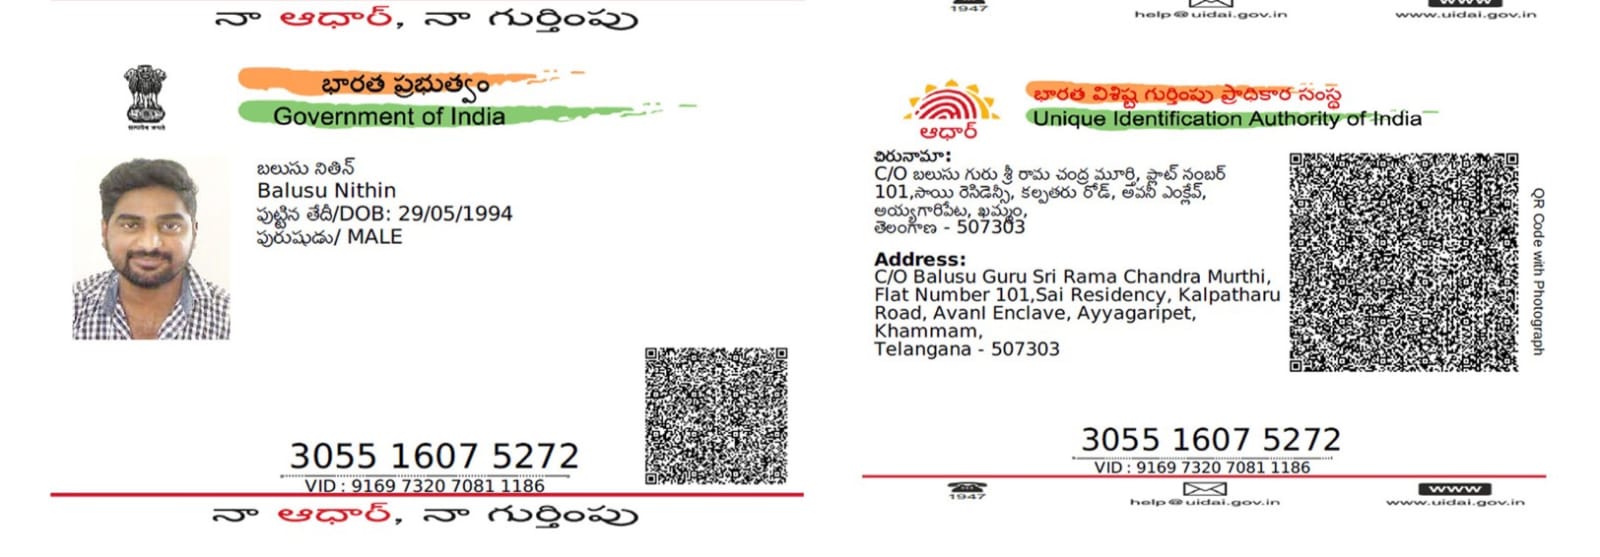 నా ఆధార్, నా గుర్తింపు
భారత ప్రభుత్వం
Government of India
బలుసు నితిన్
Balusu Nithin
పుట్టిన తేదీ/DOB: 29/05/1994
పురుషుడు/ MALE
3055 1607 5272
VID : 9169 7320 7081 1186
నా ఆధార్, నా గుర్తింపు
1947
help@uidai.gov.in
www.uidai.gov.in
భారత విశిష్ట గుర్తింపు ప్రాధికార సంస్థ
Unique Identification Authority of India
ఆధార్
చిరునామా:
C/O బలుసు గురు శ్రీ రామ చంద్ర మూర్తి, ఫ్లాట్ నంబర్
101,సాయి రెసిడెన్సీ, కల్పతరు రోడ్, అవని ఎంక్లేవ్,
అయ్యగారిపేట, ఖమ్మం,
తెలంగాణ - 507303
Address:
C/O Balusu Guru Sri Rama Chandra Murthi,
Flat Number 101,Sai Residency, Kalpatharu
Road, AvanI Enclave, Ayyagaripet,
Khammam,
Telangana - 507303
QR Code with Photograph
3055 1607 5272
VID : 9169 7320 7081 1186
1947
help@uidai.gov.in
WWW
www.uidai.gov.in